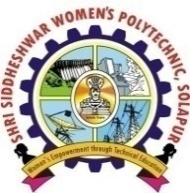 SHRI SIDDHESHWAR WOMEN'S POLYTECHNIC, SOLAPUR
Women's Empowerment through Technical Education